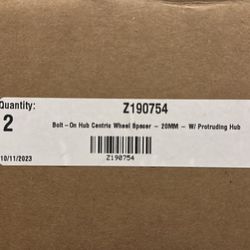 Quantity:
Z190754
2
Bolt-On Hub Centric Wheel Spacer - 20MM - W/ Protruding Hub
10/11/2023
Z190754